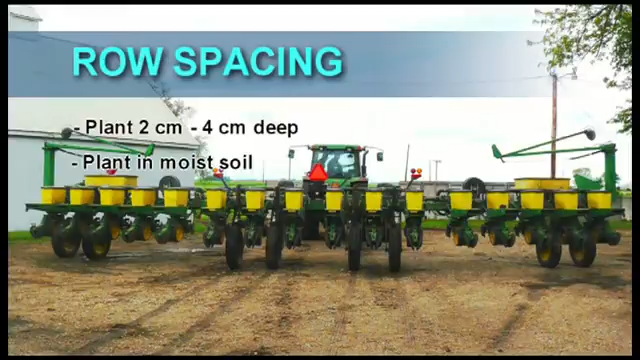 ROW SPACING
- Plant 2 cm - 4 cm deep
- Plant in moist soil